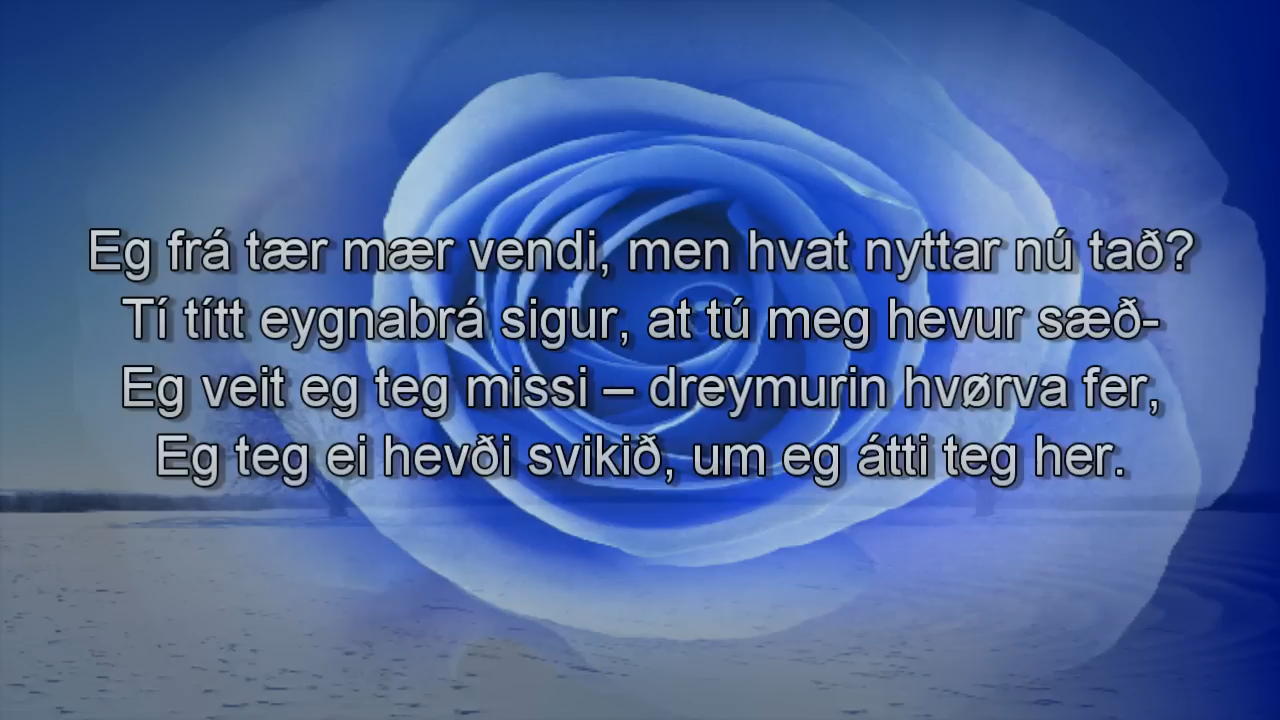 Eg frá tær mær vendi, men hvat nyttar nú tað?
Tí títt eygnabrá sigur, at tú meg hevur sæð-
Eg veit eg teg missi – dreymurin hvørva fer,
Eg teg ei hevði svikið, um eg átti teg her.